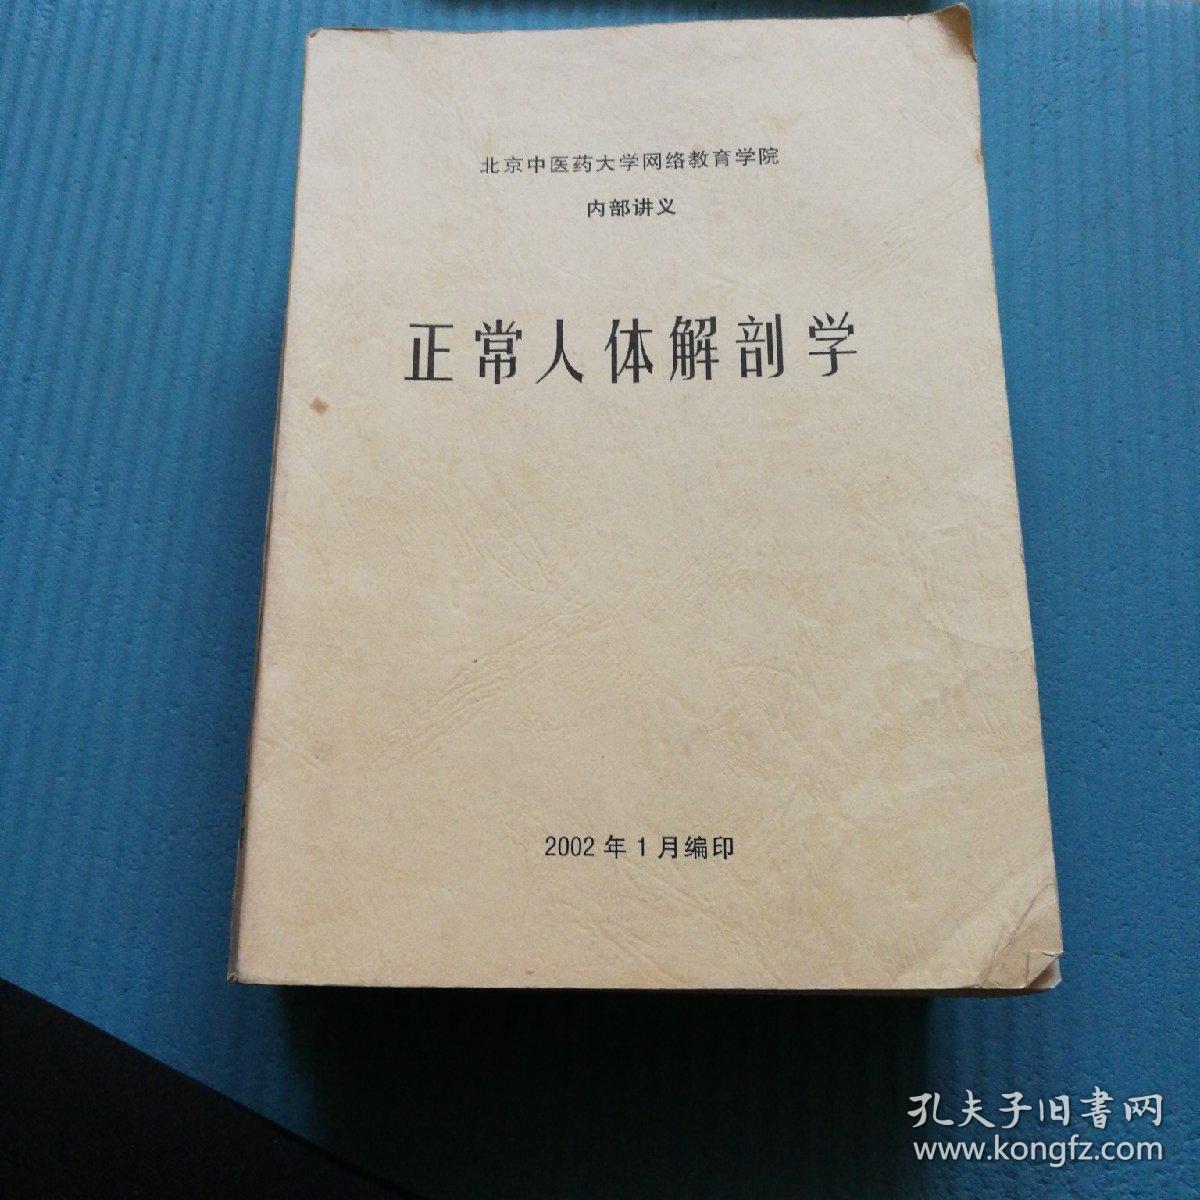 北京中医药大学网络教育学院
内部讲义
正常人体解剖学
2002年1月编印
孔夫子旧书网
www.kongfz.com